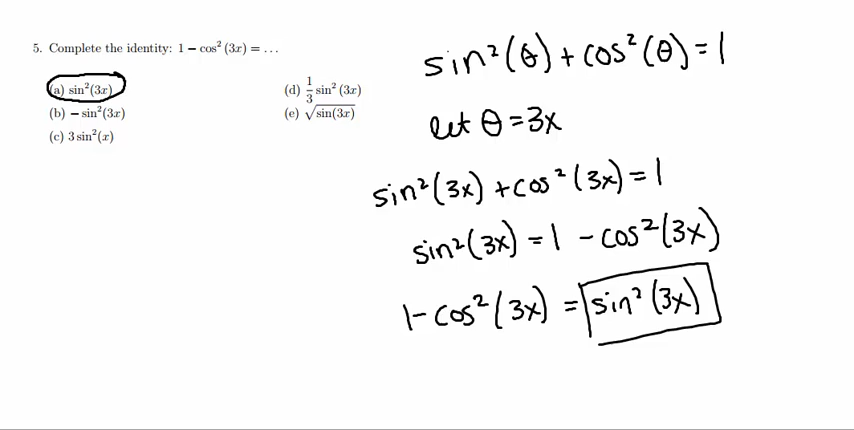 5. Complete the identity: 1 − cos² (3x) = …
(a) sin²(3x)
(b) − sin²(3x)
(c) 3 sin²(x)
(d) 1/3 sin² (3x)
(e) √sin(3x)
sin²(θ) + cos²(θ) = 1
let θ = 3x
sin²(3x) + cos²(3x) = 1
sin²(3x) = 1 − cos²(3x)
1 − cos²(3x) = sin²(3x)